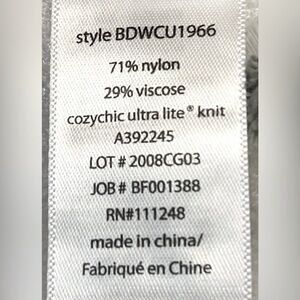 style BDWCU1966
71% nylon
29% viscose
cozychic ultra lite® knit
A392245
LOT # 2008CG03
JOB # BF001388
RN#111248
made in china/
Fabriqué en Chine